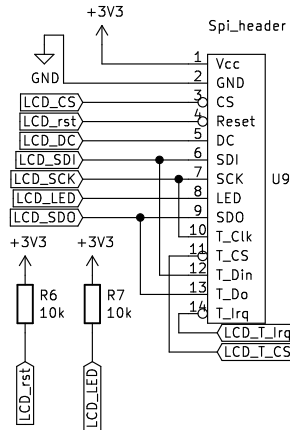 +3V3
Spi_header
1 Vcc
2 GND
GND
LCD_CS 3 CS
LCD_rst 4 Reset
LCD_DC 5 DC
LCD_SDI 6 SDI
LCD_SCK 7 SCK
U9
LCD_LED 8 LED
LCD_SDO 9 SDO
10 T_Clk
11 T_CS
12 T_Din
13 T_Do
14 T_Irq
+3V3 +3V3
R6 R7
10k 10k
LCD_T_Irq
LCD_T_CS
LCD_rst
LCD_LED